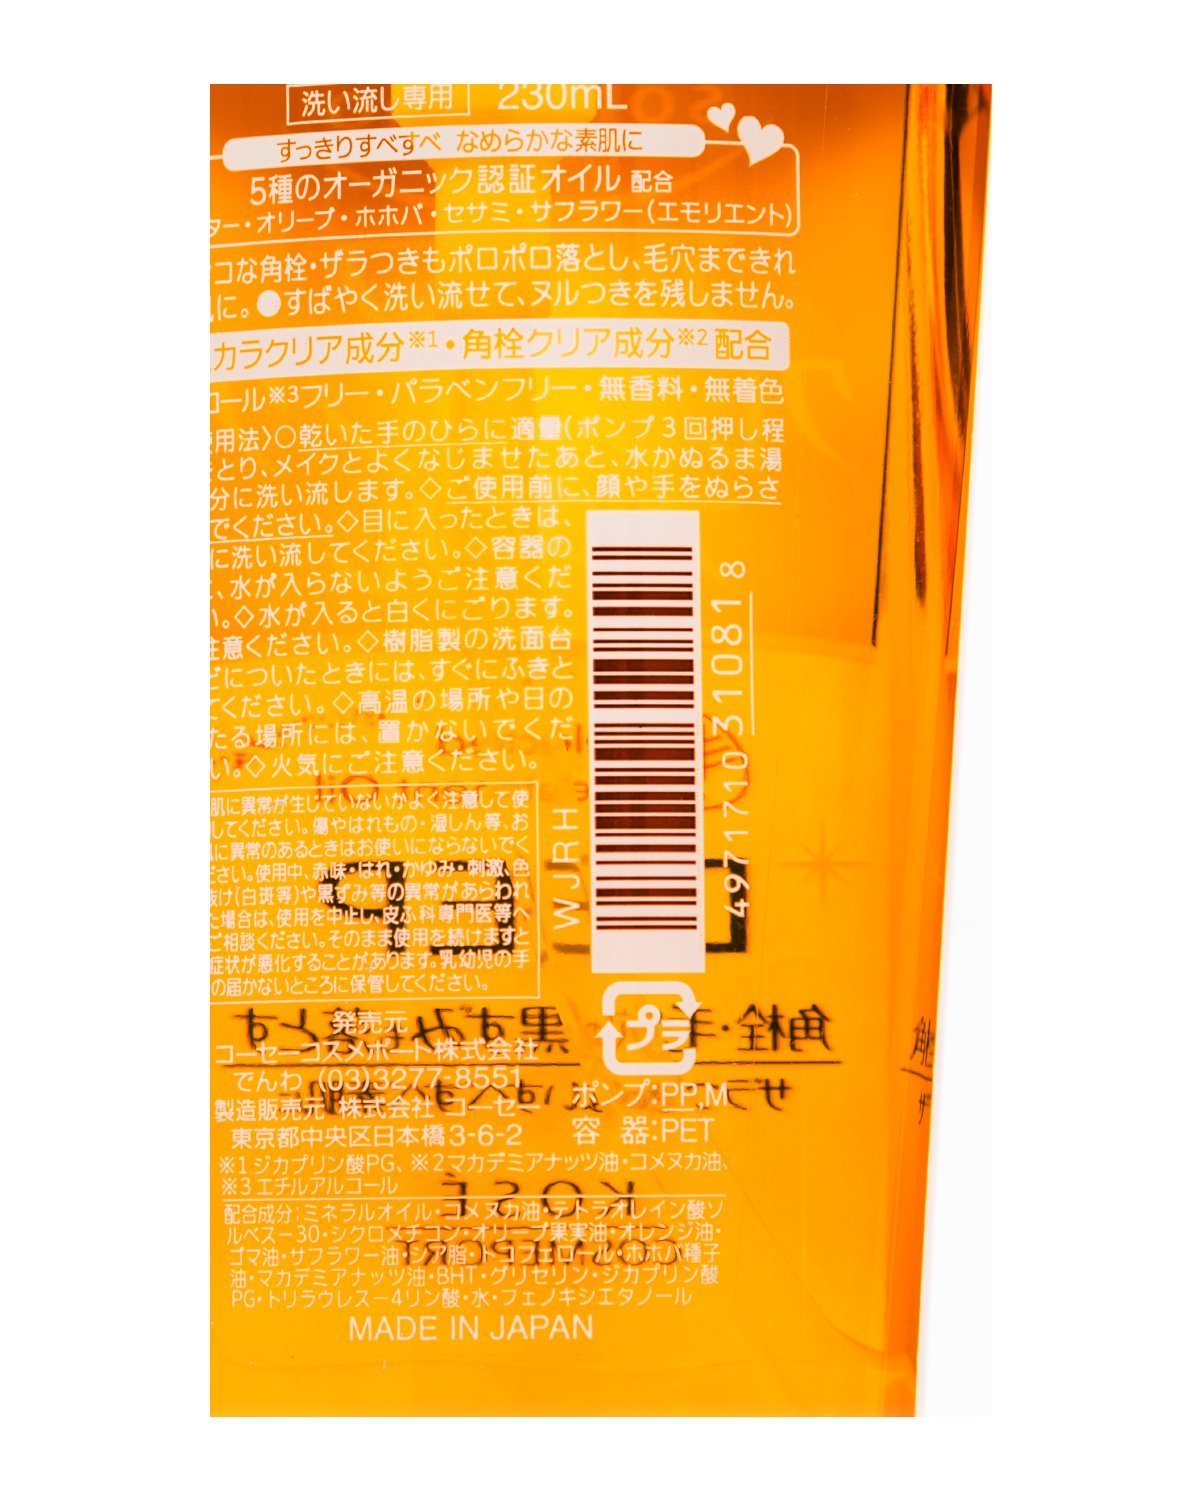 洗い流し専用 230mL
すっきりすべすべ なめらかな素肌に
5種のオーガニック認証オイル 配合
ター・オリーブ・ホホバ・セサミ・サフラワー(エモリエント)
コな角栓・ザラつきもポロポロ落とし、毛穴まできれ
に。●すばやく洗い流せて、ヌルつきを残しません。
カラクリア成分※1・角栓クリア成分※2 配合
コール※3フリー・パラベンフリー・無香料・無着色
用法〉○乾いた手のひらに適量(ポンプ3回押し程
とり、メイクとよくなじませたあと、水かぬるま湯
分に洗い流します。◇ご使用前に、顔や手をぬらさ
でください。◇目に入ったときは、
に洗い流してください。◇容器の
、水が入らないようご注意くだ
い。◇水が入ると白くにごります。
注意ください。◇樹脂製の洗面台
どについたときには、すぐにふきと
てください。◇高温の場所や日の
たる場所には、置かないでくだ
い。◇火気にご注意ください。
肌に異常が生じていないかよく注意して使
してください。傷やはれもの・湿しん等、お
に異常のあるときはお使いにならないでく
ださい。使用中、赤味・はれ・かゆみ・刺激、色
抜け(白斑等)や黒ずみ等の異常があらわれ
た場合は、使用を中止し、皮ふ科専門医等へ
ご相談ください。そのまま使用を続けますと
症状が悪化することがあります。乳幼児の手
の届かないところに保管してください。
WJRH
4971710310818
プラ
ポンプ:PP,M
容 器:PET
発売元
コーセーコスメポート株式会社
でんわ (03)3277-8551
製造販売元 株式会社 コーセー
東京都中央区日本橋3-6-2
※1ジカプリン酸PG、※2マカデミアナッツ油・コメヌカ油、
※3エチルアルコール
配合成分:ミネラルオイル・コメヌカ油・テトラオレイン酸ソ
ルベス－30・シクロメチコン・オリーブ果実油・オレンジ油・
ゴマ油・サフラワー油・シア脂・トコフェロール・ホホバ種子
油・マカデミアナッツ油・BHT・グリセリン・ジカプリン酸
PG・トリラウレス－4リン酸・水・フェノキシエタノール
MADE IN JAPAN
KOSÉ
COSMEPORT